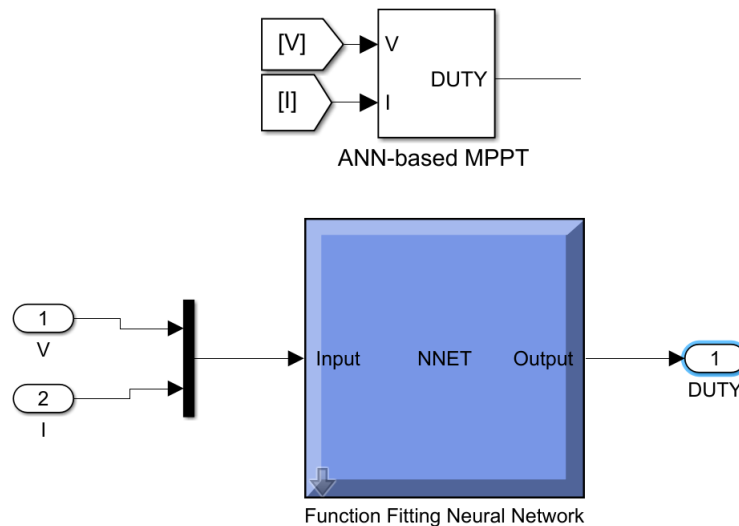 [V]
V
DUTY
[I]
I
ANN-based MPPT
1
V
Input NNET Output
1
DUTY
2
I
Function Fitting Neural Network